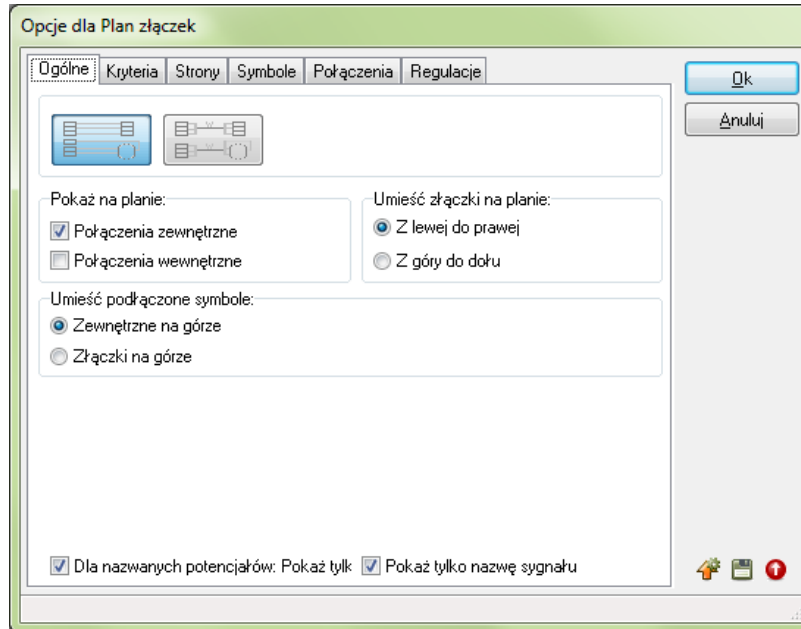 Opcje dla Plan złączek
Ogólne Kryteria Strony Symbole Połączenia Regulacje
Ok
Anuluj
Pokaż na planie:
Połączenia zewnętrzne
Połączenia wewnętrzne
Umieść złączki na planie:
Z lewej do prawej
Z góry do dołu
Umieść podłączone symbole:
Zewnętrzne na górze
Złączki na górze
Dla nazwanych potencjałów: Pokaż tylk Pokaż tylko nazwę sygnału